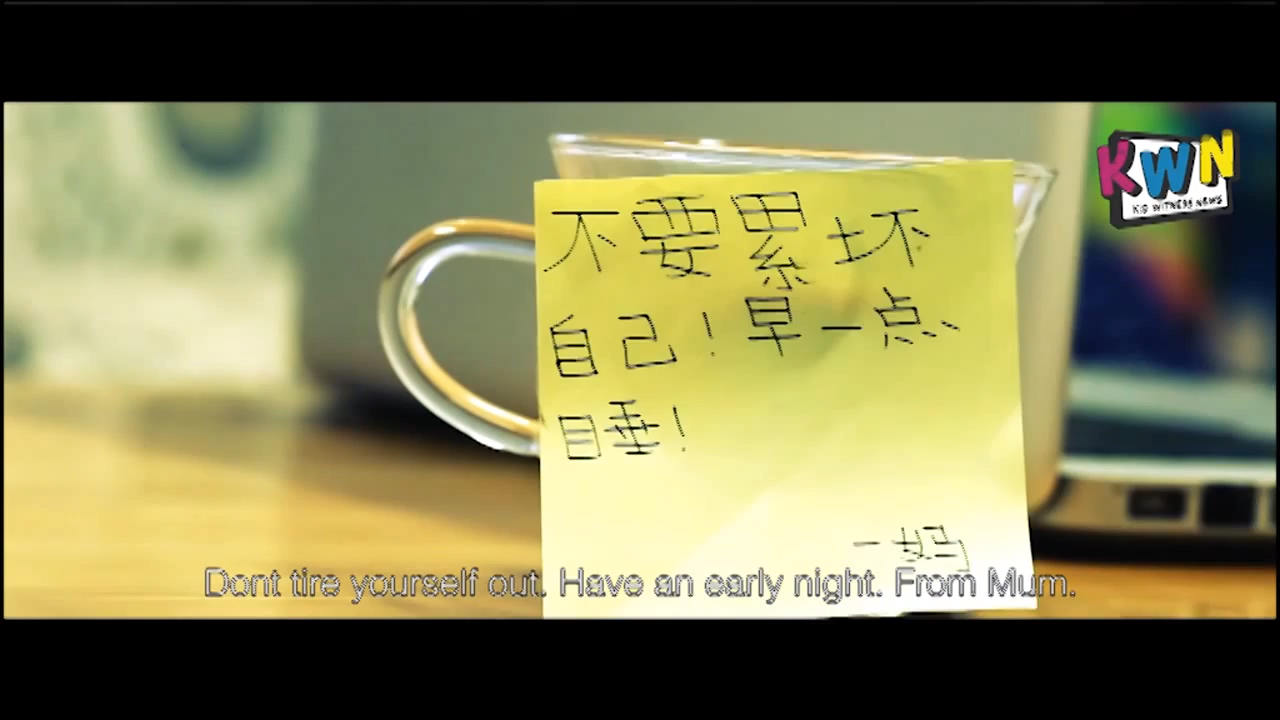 KWN
KID WITNESS NEWS
不要累坏
自己！早一点
睡！
一妈
Dont tire yourself out. Have an early night. From Mum.